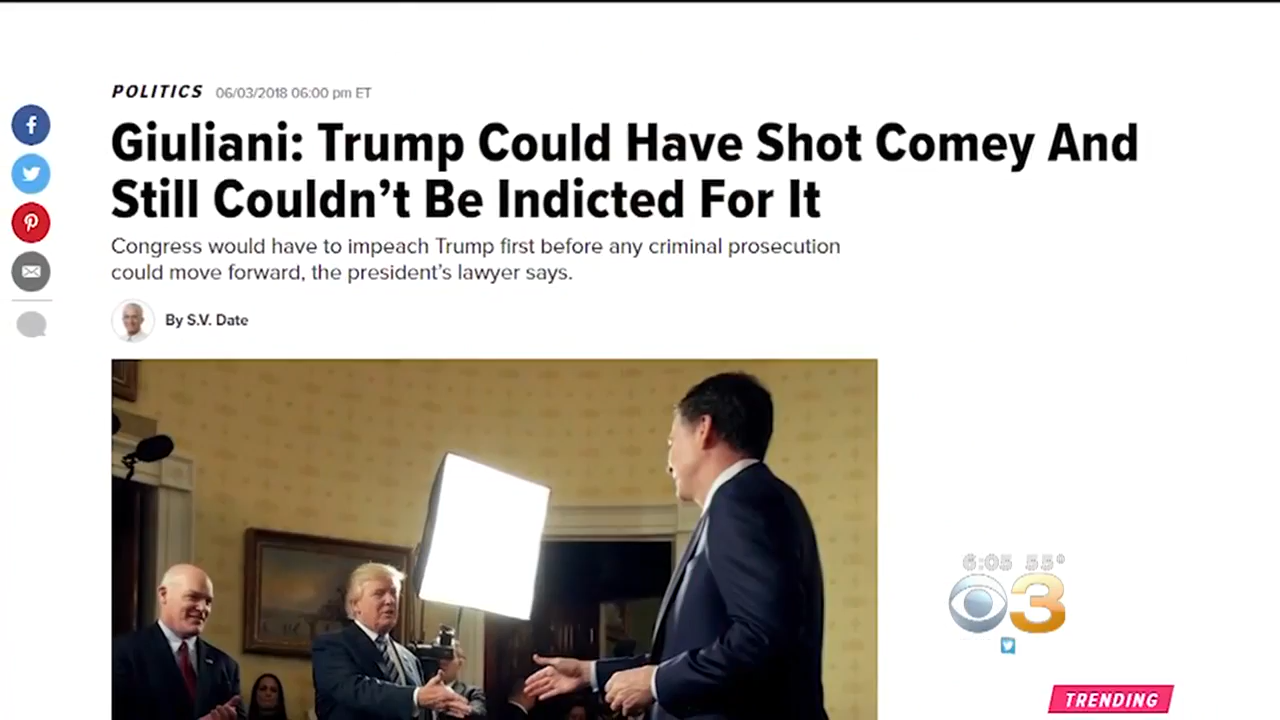 POLITICS 06/03/2018 06:00 pm ET
Giuliani: Trump Could Have Shot Comey And
Still Couldn’t Be Indicted For It
Congress would have to impeach Trump first before any criminal prosecution
could move forward, the president’s lawyer says.
By S.V. Date
6:05 55°
3
TRENDING